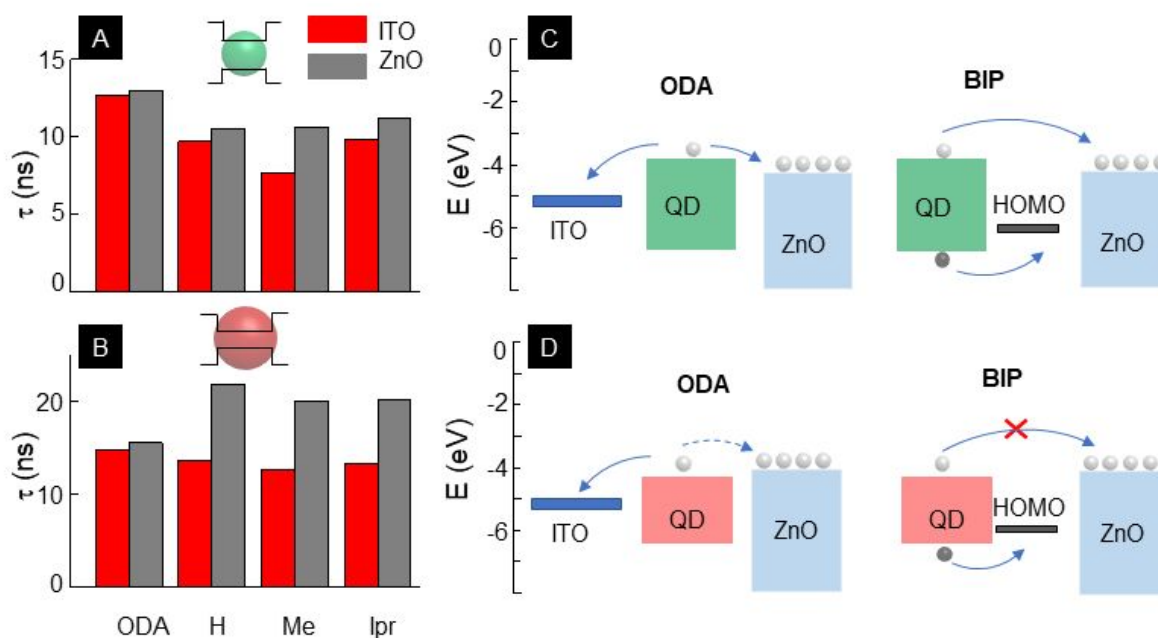 A
ITO
ZnO
15
10
5
0
τ (ns)
B
20
10
0
τ (ns)
ODA H Me Ipr
C
0
-2
-4
-6
E (eV)
ODA
BIP
ITO
QD
ZnO
QD
HOMO
ZnO
D
0
-2
-4
-6
E (eV)
ODA
BIP
ITO
QD
ZnO
QD
HOMO
ZnO